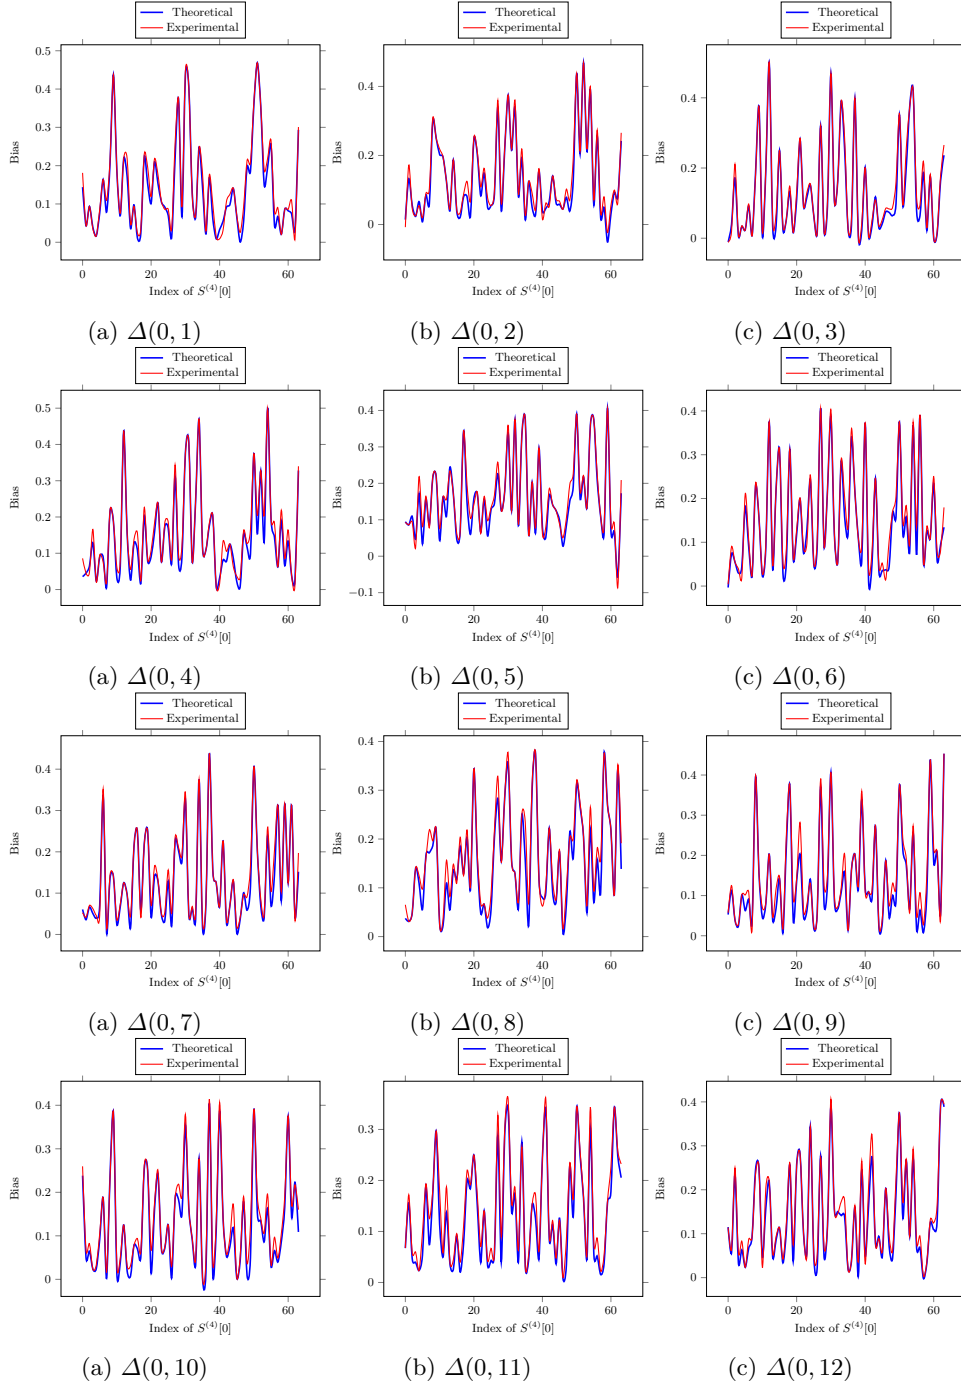 Theoretical
Experimental
Theoretical
Experimental
Theoretical
Experimental
0.5
0.4
0.3
0.2
0.1
0
Bias
0 20 40 60
Index of S^(4)[0]
0.4
0.2
0
Bias
0 20 40 60
Index of S^(4)[0]
0.4
0.2
0
Bias
0 20 40 60
Index of S^(4)[0]
(a) Δ(0, 1)
(b) Δ(0, 2)
(c) Δ(0, 3)
Theoretical
Experimental
Theoretical
Experimental
Theoretical
Experimental
0.5
0.4
0.3
0.2
0.1
0
Bias
0 20 40 60
Index of S^(4)[0]
0.4
0.3
0.2
0.1
0
−0.1
Bias
0 20 40 60
Index of S^(4)[0]
0.4
0.3
0.2
0.1
0
Bias
0 20 40 60
Index of S^(4)[0]
(a) Δ(0, 4)
(b) Δ(0, 5)
(c) Δ(0, 6)
Theoretical
Experimental
Theoretical
Experimental
Theoretical
Experimental
0.4
0.3
0.2
0.1
0
Bias
0 20 40 60
Index of S^(4)[0]
0.4
0.3
0.2
0.1
0
Bias
0 20 40 60
Index of S^(4)[0]
0.4
0.3
0.2
0.1
0
Bias
0 20 40 60
Index of S^(4)[0]
(a) Δ(0, 7)
(b) Δ(0, 8)
(c) Δ(0, 9)
Theoretical
Experimental
Theoretical
Experimental
Theoretical
Experimental
0.4
0.3
0.2
0.1
0
Bias
0 20 40 60
Index of S^(4)[0]
0.3
0.2
0.1
0
Bias
0 20 40 60
Index of S^(4)[0]
0.4
0.3
0.2
0.1
0
Bias
0 20 40 60
Index of S^(4)[0]
(a) Δ(0, 10)
(b) Δ(0, 11)
(c) Δ(0, 12)